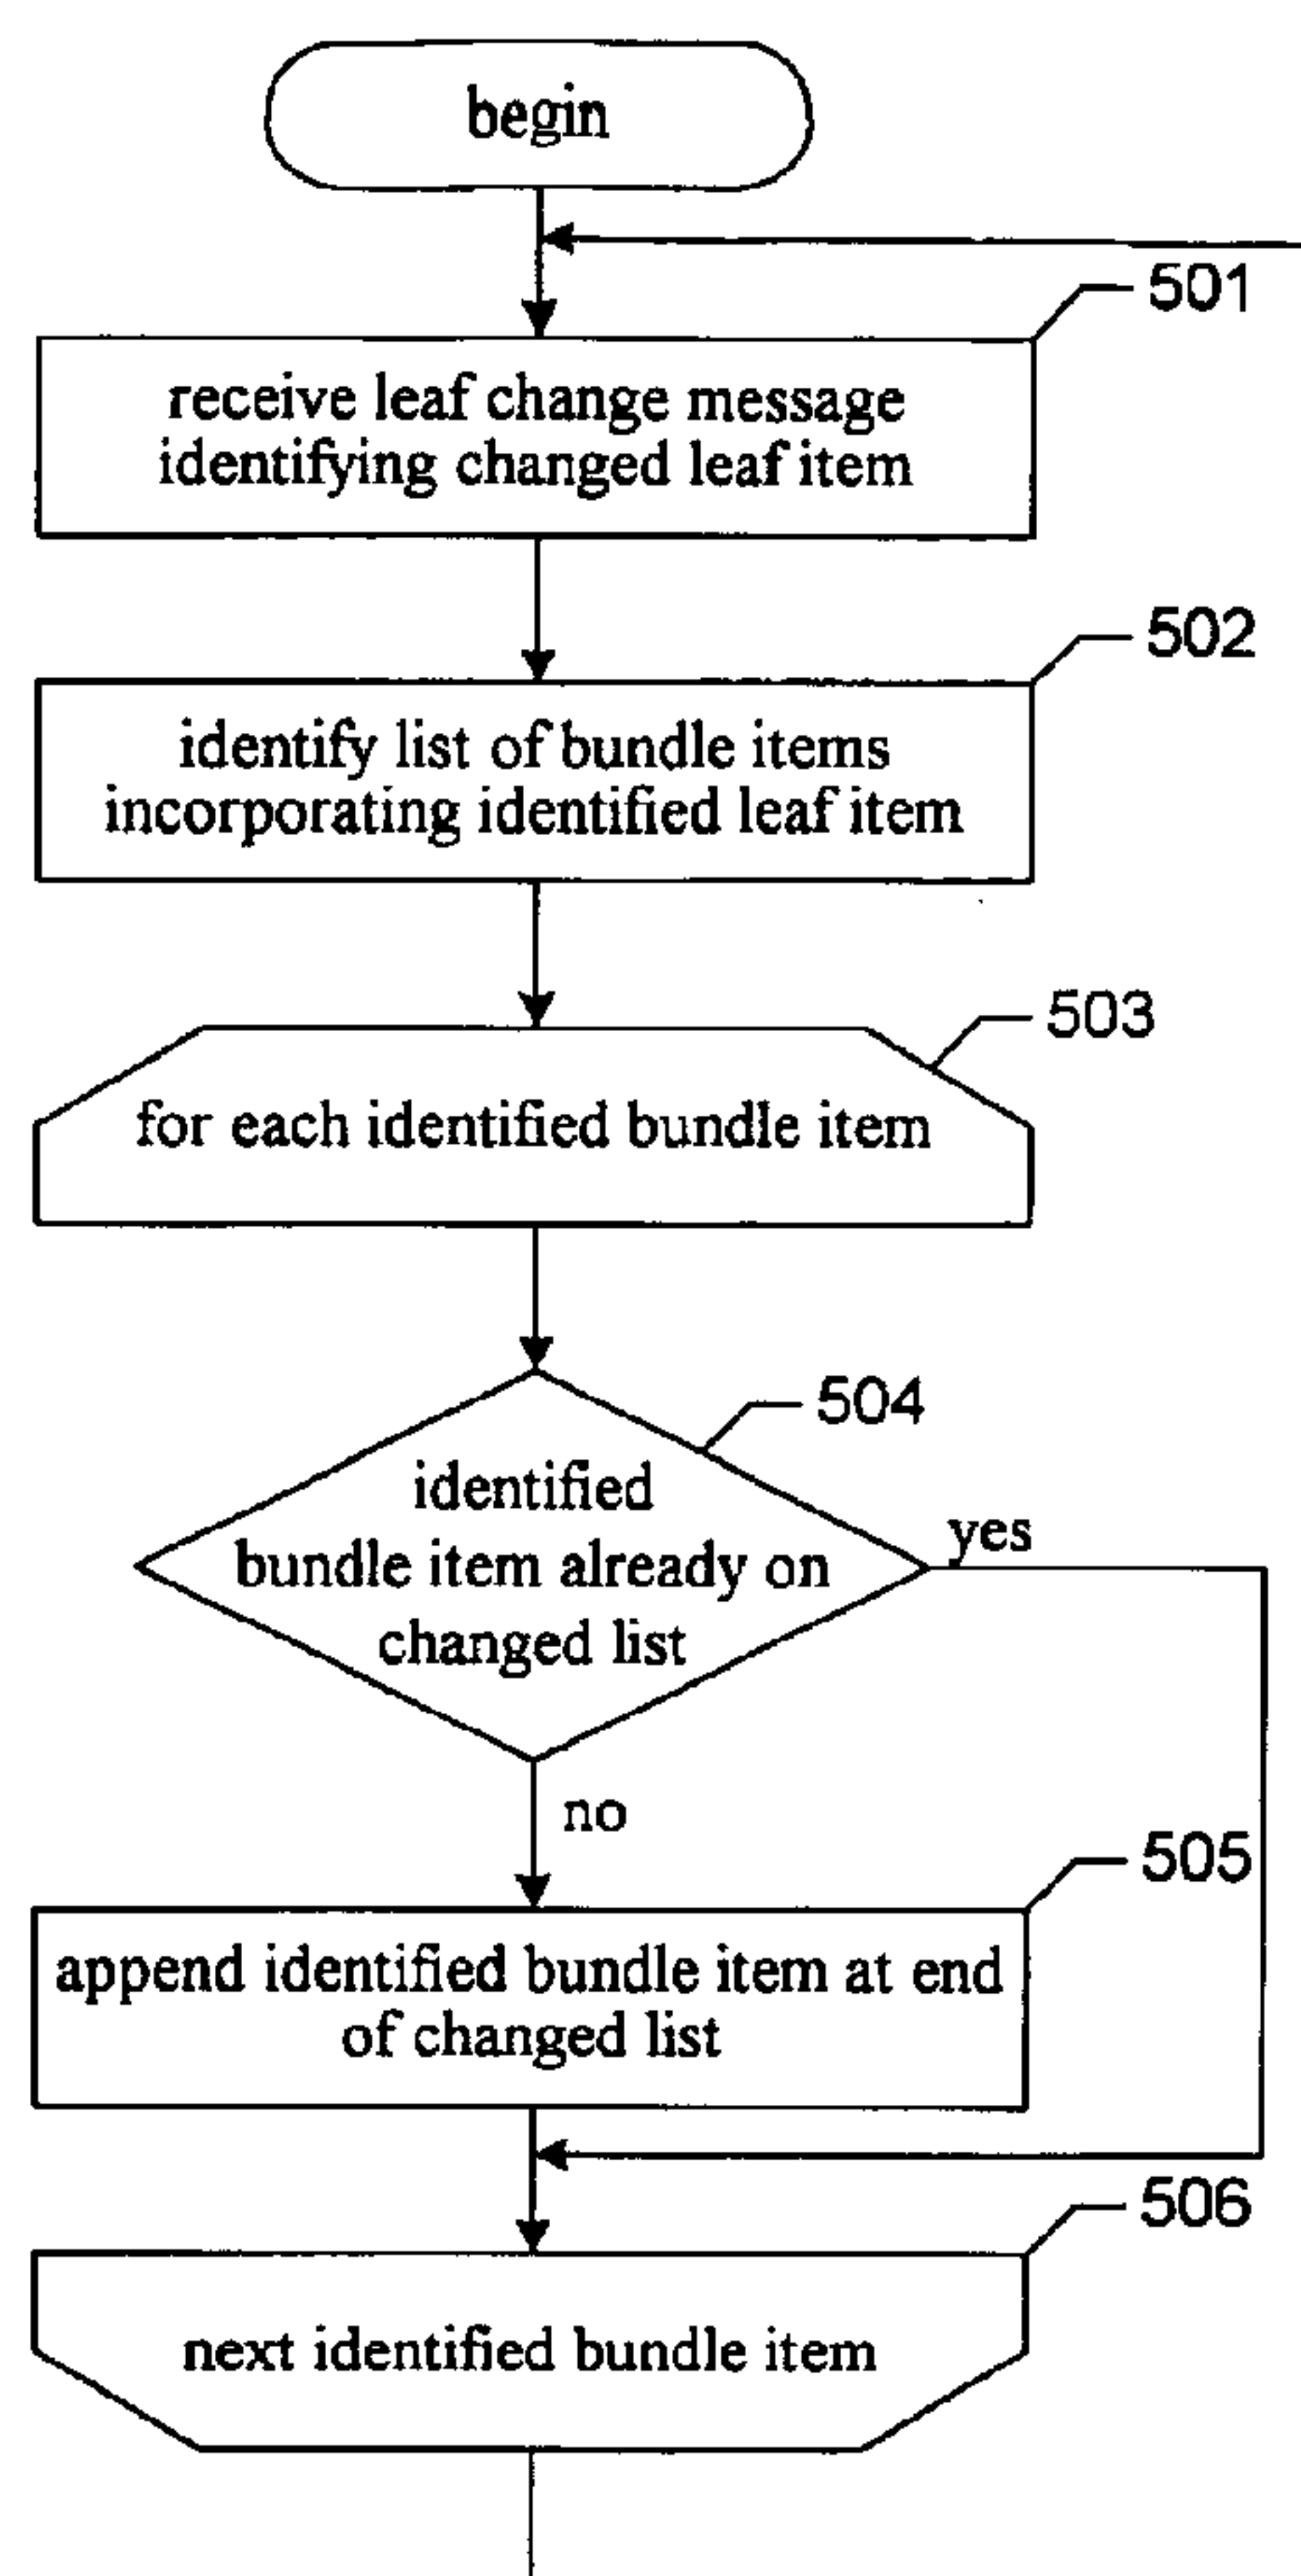 begin
501
receive leaf change message
identifying changed leaf item
502
identify list of bundle items
incorporating identified leaf item
503
for each identified bundle item
504
identified
bundle item already on
changed list
yes
no
505
append identified bundle item at end
of changed list
506
next identified bundle item